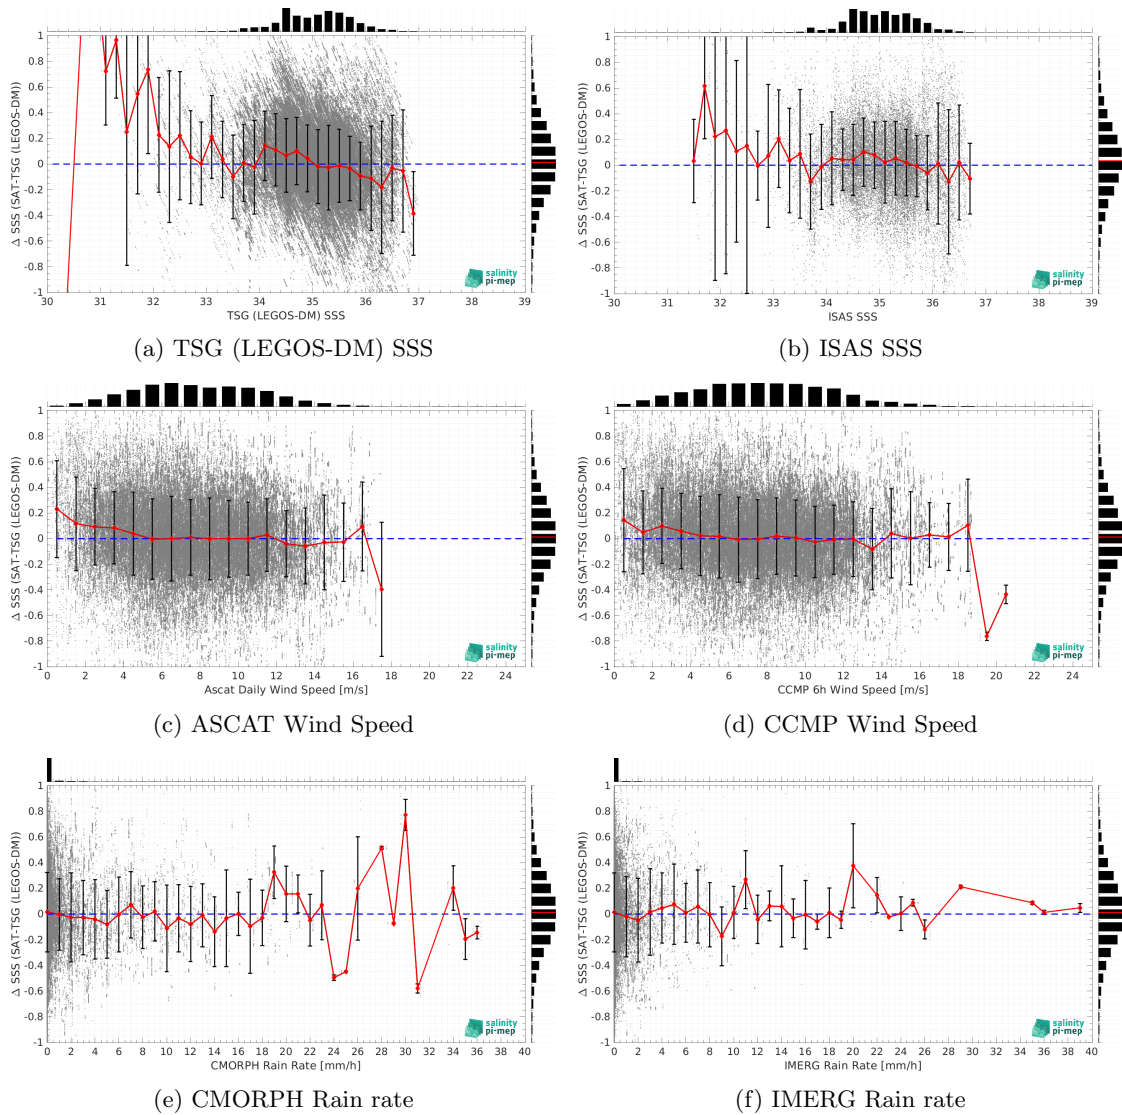 Δ SSS (SAT-TSG (LEGOS-DM))
1
0.8
0.6
0.4
0.2
0
-0.2
-0.4
-0.6
-0.8
-1
30 31 32 33 34 35 36 37 38 39
TSG (LEGOS-DM) SSS
salinity
pi-mep
(a) TSG (LEGOS-DM) SSS
Δ SSS (SAT-TSG (LEGOS-DM))
1
0.8
0.6
0.4
0.2
0
-0.2
-0.4
-0.6
-0.8
-1
30 31 32 33 34 35 36 37 38 39
ISAS SSS
salinity
pi-mep
(b) ISAS SSS
Δ SSS (SAT-TSG (LEGOS-DM))
1
0.8
0.6
0.4
0.2
0
-0.2
-0.4
-0.6
-0.8
-1
0 2 4 6 8 10 12 14 16 18 20 22 24
Ascat Daily Wind Speed [m/s]
salinity
pi-mep
(c) ASCAT Wind Speed
Δ SSS (SAT-TSG (LEGOS-DM))
1
0.8
0.6
0.4
0.2
0
-0.2
-0.4
-0.6
-0.8
-1
0 2 4 6 8 10 12 14 16 18 20 22 24
CCMP 6h Wind Speed [m/s]
salinity
pi-mep
(d) CCMP Wind Speed
Δ SSS (SAT-TSG (LEGOS-DM))
1
0.8
0.6
0.4
0.2
0
-0.2
-0.4
-0.6
-0.8
-1
0 2 4 6 8 10 12 14 16 18 20 22 24 26 28 30 32 34 36 38 40
CMORPH Rain Rate [mm/h]
salinity
pi-mep
(e) CMORPH Rain rate
Δ SSS (SAT-TSG (LEGOS-DM))
1
0.8
0.6
0.4
0.2
0
-0.2
-0.4
-0.6
-0.8
-1
0 2 4 6 8 10 12 14 16 18 20 22 24 26 28 30 32 34 36 38 40
IMERG Rain Rate [mm/h]
salinity
pi-mep
(f) IMERG Rain rate